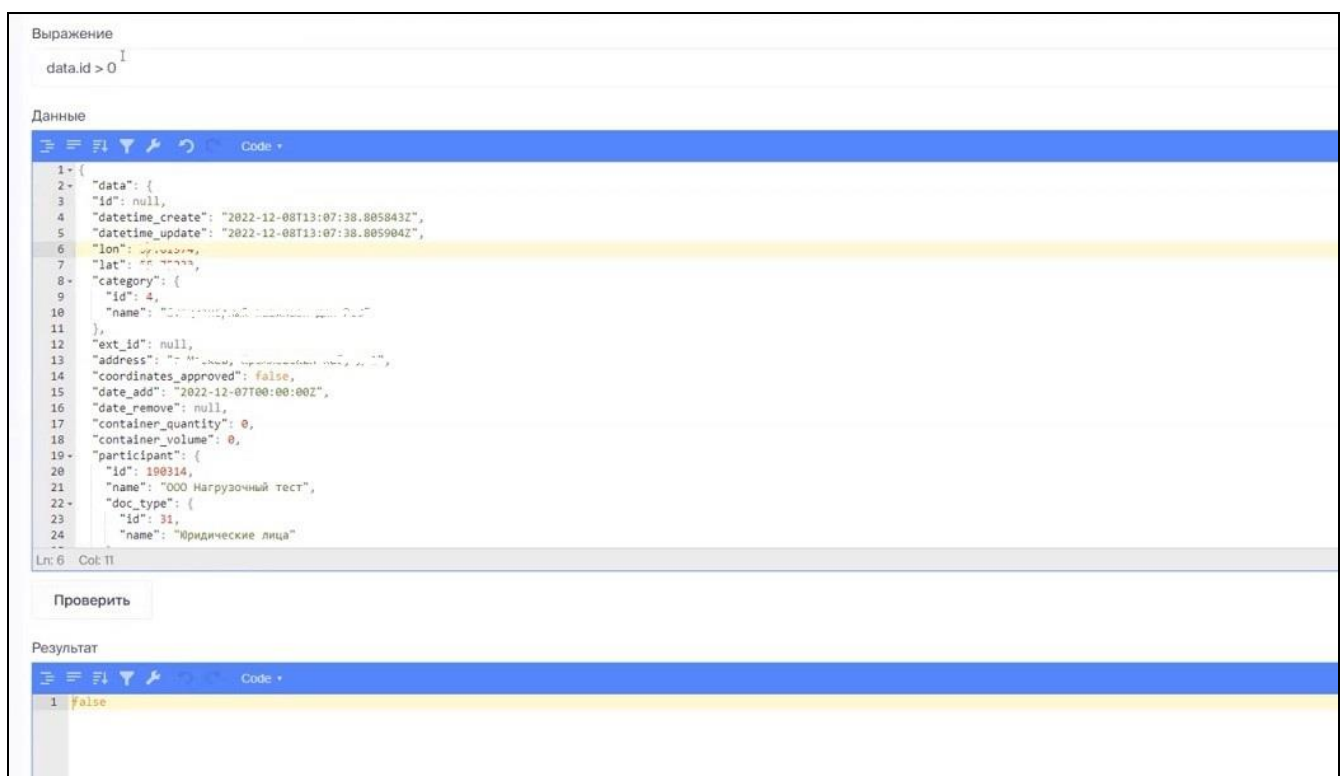 Выражение
data.id > 0
Данные
Code
1 {
2 "data": {
3 "id": null,
4 "datetime_create": "2022-12-08T13:07:38.805843Z",
5 "datetime_update": "2022-12-08T13:07:38.805904Z",
6 "lon":
7 "lat":
8 "category": {
9 "id": 4,
10 "name": "
11 },
12 "ext_id": null,
13 "address": "
14 "coordinates_approved": false,
15 "date_add": "2022-12-07T00:00:00Z",
16 "date_remove": null,
17 "container_quantity": 0,
18 "container_volume": 0,
19 "participant": {
20 "id": 190314,
21 "name": "ООО Нагрузочный тест",
22 "doc_type": {
23 "id": 31,
24 "name": "Юридические лица"
Ln: 6 Col: 11
Проверить
Результат
Code
1 false